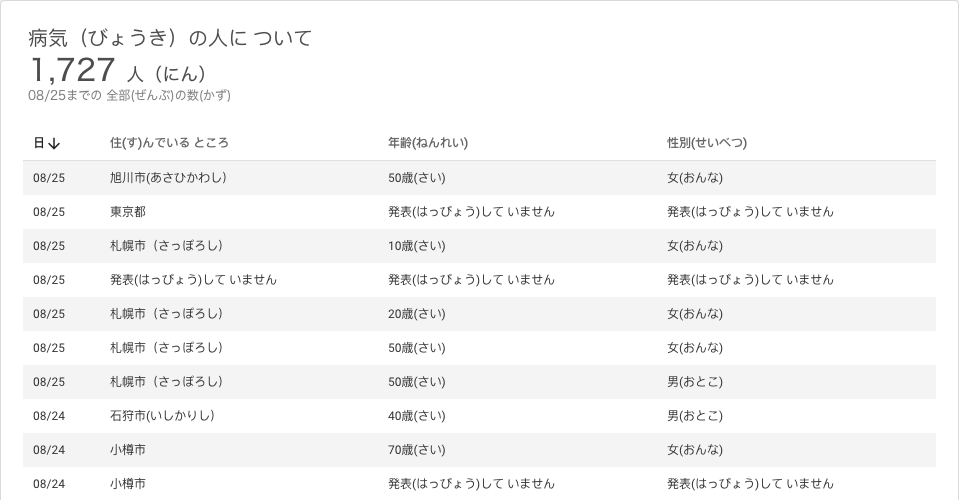 病気（びょうき）の人に ついて
1,727 人（にん）
08/25までの 全部(ぜんぶ)の数(かず)
日↓ 住(す)んでいる ところ 年齢(ねんれい) 性別(せいべつ)
08/25 旭川市(あさひかわし） 50歳(さい) 女(おんな)
08/25 東京都 発表(はっぴょう)して いません 発表(はっぴょう)して いません
08/25 札幌市（さっぽろし） 10歳(さい) 女(おんな)
08/25 発表(はっぴょう)して いません 発表(はっぴょう)して いません 発表(はっぴょう)して いません
08/25 札幌市（さっぽろし） 20歳(さい) 女(おんな)
08/25 札幌市（さっぽろし） 50歳(さい) 女(おんな)
08/25 札幌市（さっぽろし） 50歳(さい) 男(おとこ)
08/24 石狩市(いしかりし） 40歳(さい) 男(おとこ)
08/24 小樽市 70歳(さい) 女(おんな)
08/24 小樽市 発表(はっぴょう)して いません 発表(はっぴょう)して いません